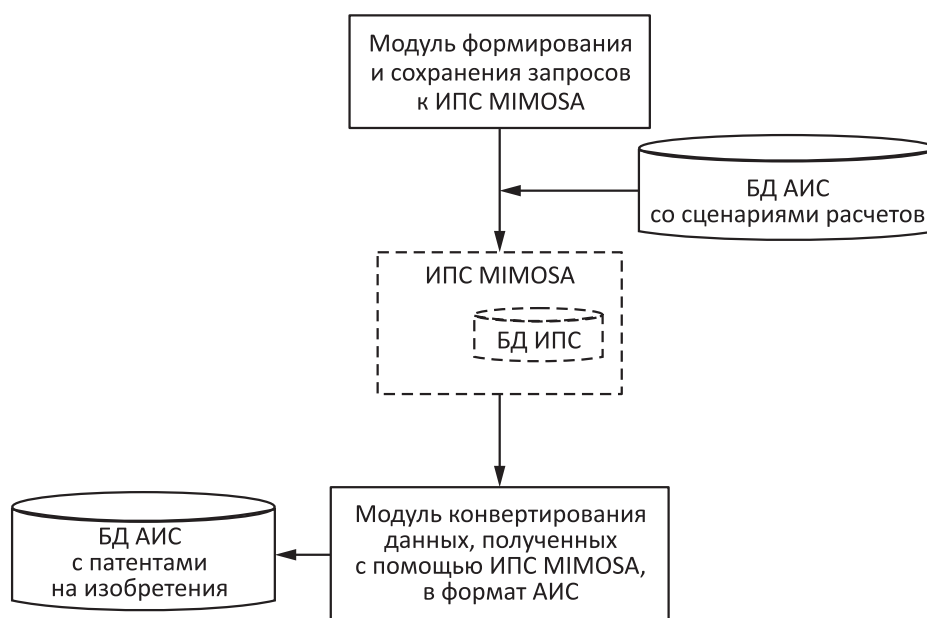 Модуль формирования
и сохранения запросов
к ИПС MIMOSA
БД АИС
со сценариями расчетов
ИПС MIMOSA
БД ИПС
БД АИС
с патентами
на изобретения
Модуль конвертирования
данных, полученных
с помощью ИПС MIMOSA,
в формат АИС